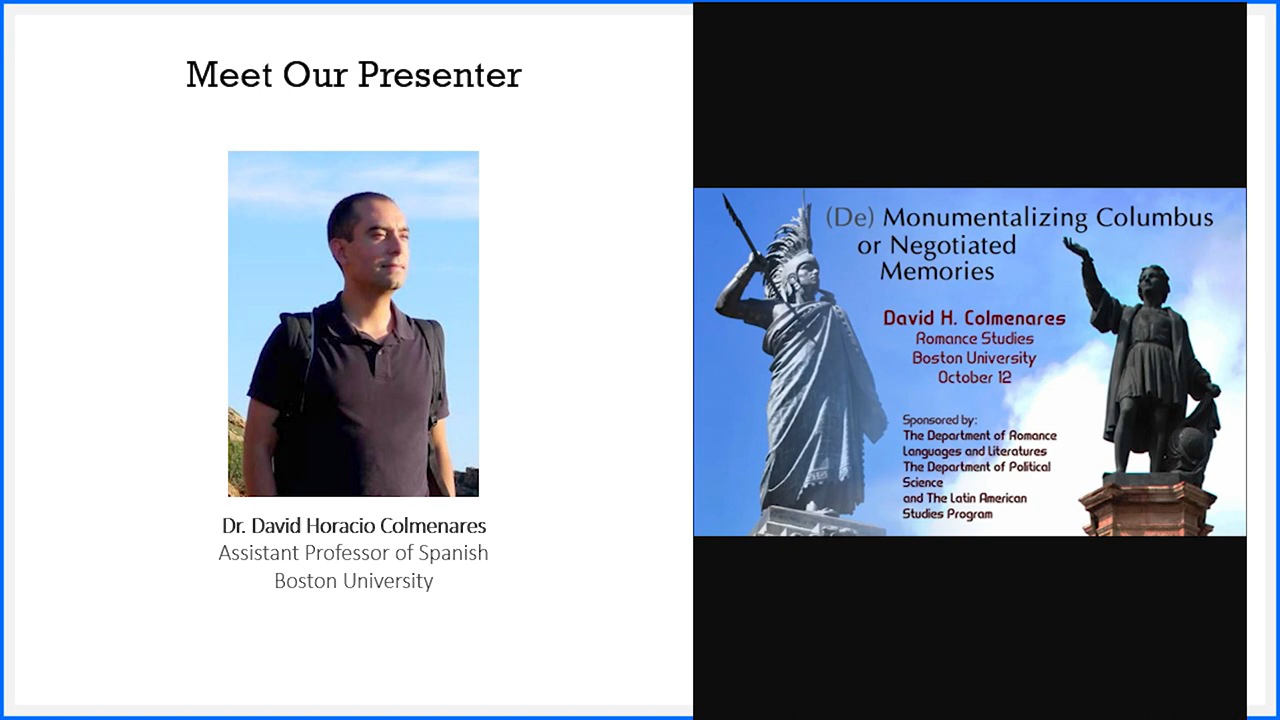 Meet Our Presenter
Dr. David Horacio Colmenares
Assistant Professor of Spanish
Boston University
(De) Monumentalizing Columbus
or Negotiated
Memories
David H. Colmenares
Romance Studies
Boston University
October 12
Sponsored by:
The Department of Romance
Languages and Literatures
The Department of Political
Science
and The Latin American
Studies Program